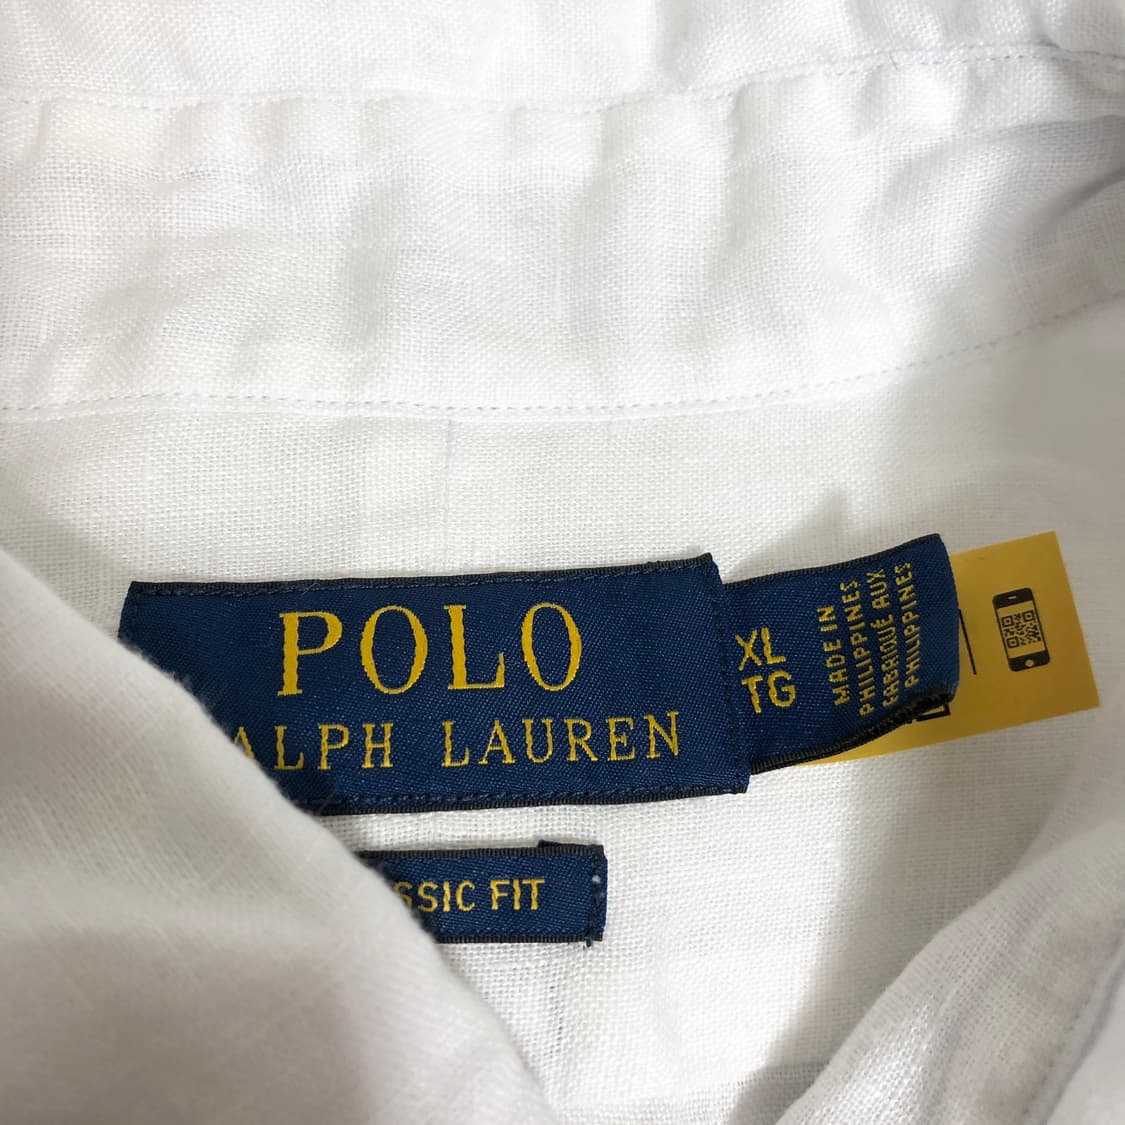 POLO
ALPH LAUREN
XL
TG
MADE IN
PHILIPPINES
FABRIQUÉ AUX
PHILIPPINES
SSIC FIT